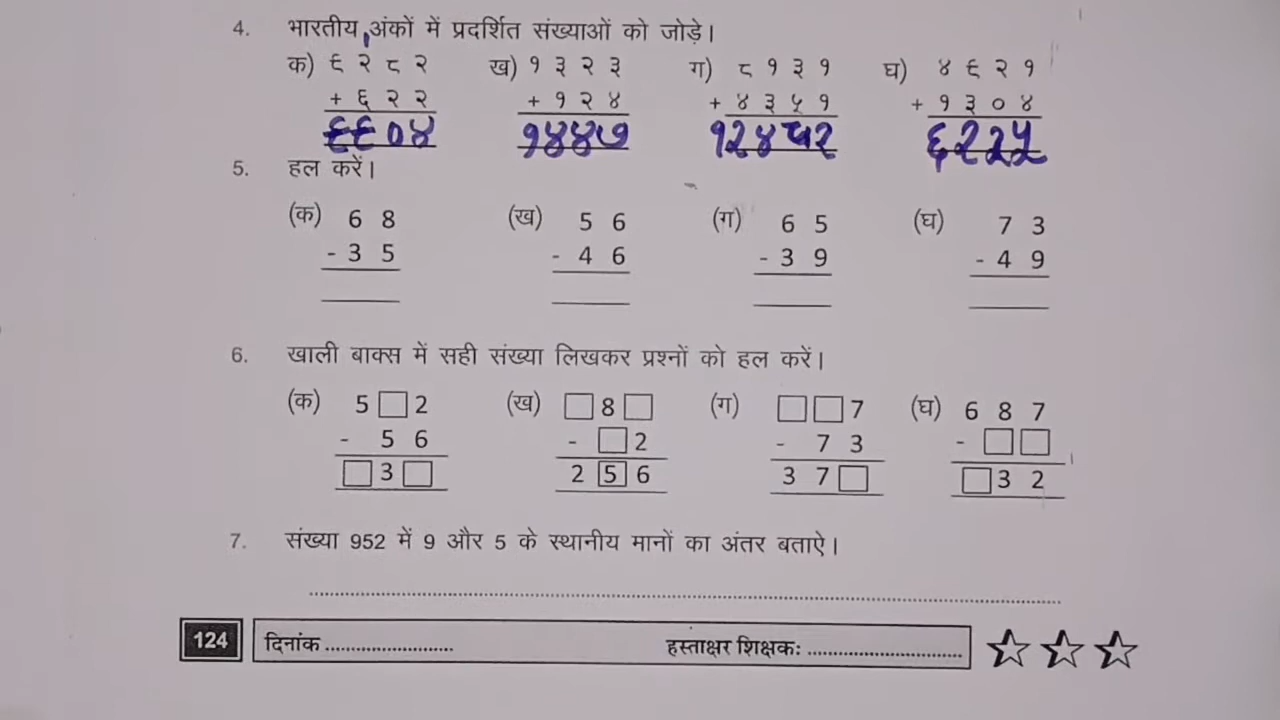 4. भारतीय अंकों में प्रदर्शित संख्याओं को जोड़े।
क) ९ २ ८ २ ख) १ ३ २ ३ ग) ८ १ ३ १ घ) ४ ९ २ १
+ ६ २ २ + १ २ ४ + ४ ३ ५ १ + १ ३ ० ४
९९०४ १४४७ १२४५२ ६२२५
5. हल करें।
(क) 6 8 (ख) 5 6 (ग) 6 5 (घ) 7 3
- 3 5 - 4 6 - 3 9 - 4 9
6. खाली बाक्स में सही संख्या लिखकर प्रश्नों को हल करें।
(क) 5 □ 2 (ख) □ 8 □ (ग) □ □ 7 (घ) 6 8 7
- 5 6 - □ 2 - 7 3 - □ □
□ 3 □ 2 5 6 3 7 □ □ 3 2
7. संख्या 952 में 9 और 5 के स्थानीय मानों का अंतर बताऐ।
124 दिनांक ........................ हस्ताक्षर शिक्षक: .............................